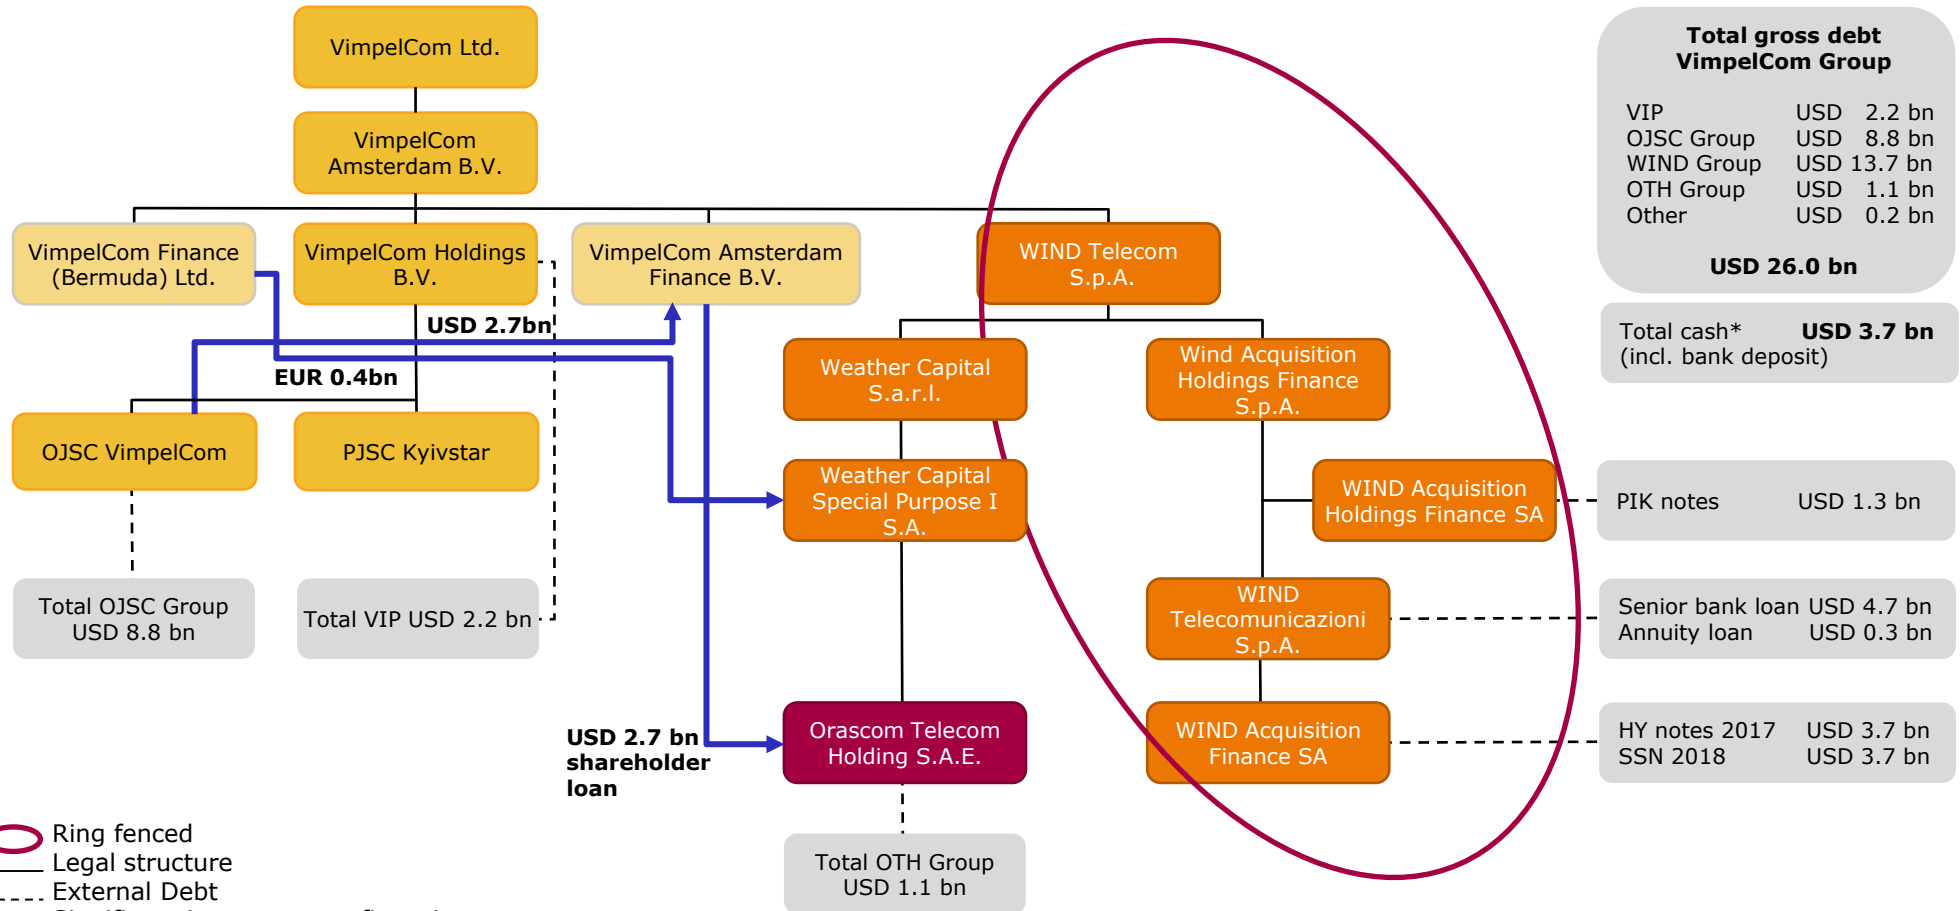 VimpelCom Ltd.
VimpelCom
Amsterdam B.V.
VimpelCom Finance
(Bermuda) Ltd.
VimpelCom Holdings
B.V.
VimpelCom Amsterdam
Finance B.V.
WIND Telecom
S.p.A.
USD 2.7bn
EUR 0.4bn
Weather Capital
S.a.r.l.
Wind Acquisition
Holdings Finance
S.p.A.
OJSC VimpelCom
PJSC Kyivstar
Weather Capital
Special Purpose I
S.A.
WIND Acquisition
Holdings Finance SA
Total OJSC Group
USD 8.8 bn
Total VIP USD 2.2 bn
WIND
Telecomunicazioni
S.p.A.
USD 2.7 bn
shareholder
loan
Orascom Telecom
Holding S.A.E.
WIND Acquisition
Finance SA
Total OTH Group
USD 1.1 bn
Total gross debt
VimpelCom Group
VIP USD 2.2 bn
OJSC Group USD 8.8 bn
WIND Group USD 13.7 bn
OTH Group USD 1.1 bn
Other USD 0.2 bn
USD 26.0 bn
Total cash* USD 3.7 bn
(incl. bank deposit)
PIK notes USD 1.3 bn
Senior bank loan USD 4.7 bn
Annuity loan USD 0.3 bn
HY notes 2017 USD 3.7 bn
SSN 2018 USD 3.7 bn
Ring fenced
Legal structure
External Debt